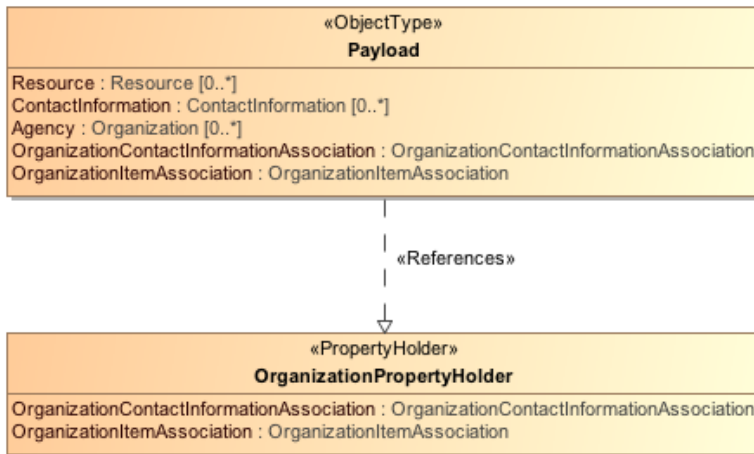 «ObjectType»
Payload
Resource : Resource [0..*]
ContactInformation : ContactInformation [0..*]
Agency : Organization [0..*]
OrganizationContactInformationAssociation : OrganizationContactInformationAssociation
OrganizationItemAssociation : OrganizationItemAssociation
«References»
«PropertyHolder»
OrganizationPropertyHolder
OrganizationContactInformationAssociation : OrganizationContactInformationAssociation
OrganizationItemAssociation : OrganizationItemAssociation